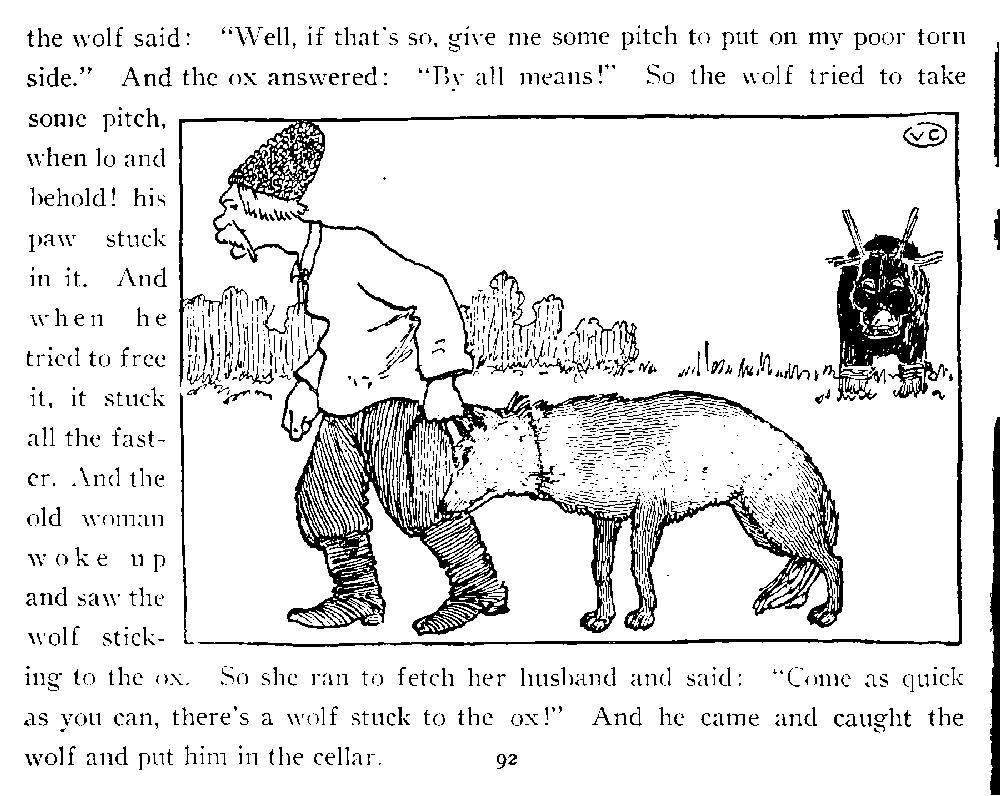 the wolf said: "Well, if that's so, give me some pitch to put on my poor torn
side." And the ox answered: "By all means!" So the wolf tried to take
some pitch,
when lo and
behold! his
paw stuck
in it. And
when he
tried to free
it, it stuck
all the fast-
er. And the
old woman
woke up
and saw the
wolf stick-
ing to the ox. So she ran to fetch her husband and said: "Come as quick
as you can, there's a wolf stuck to the ox!" And he came and caught the
wolf and put him in the cellar.
92
VC